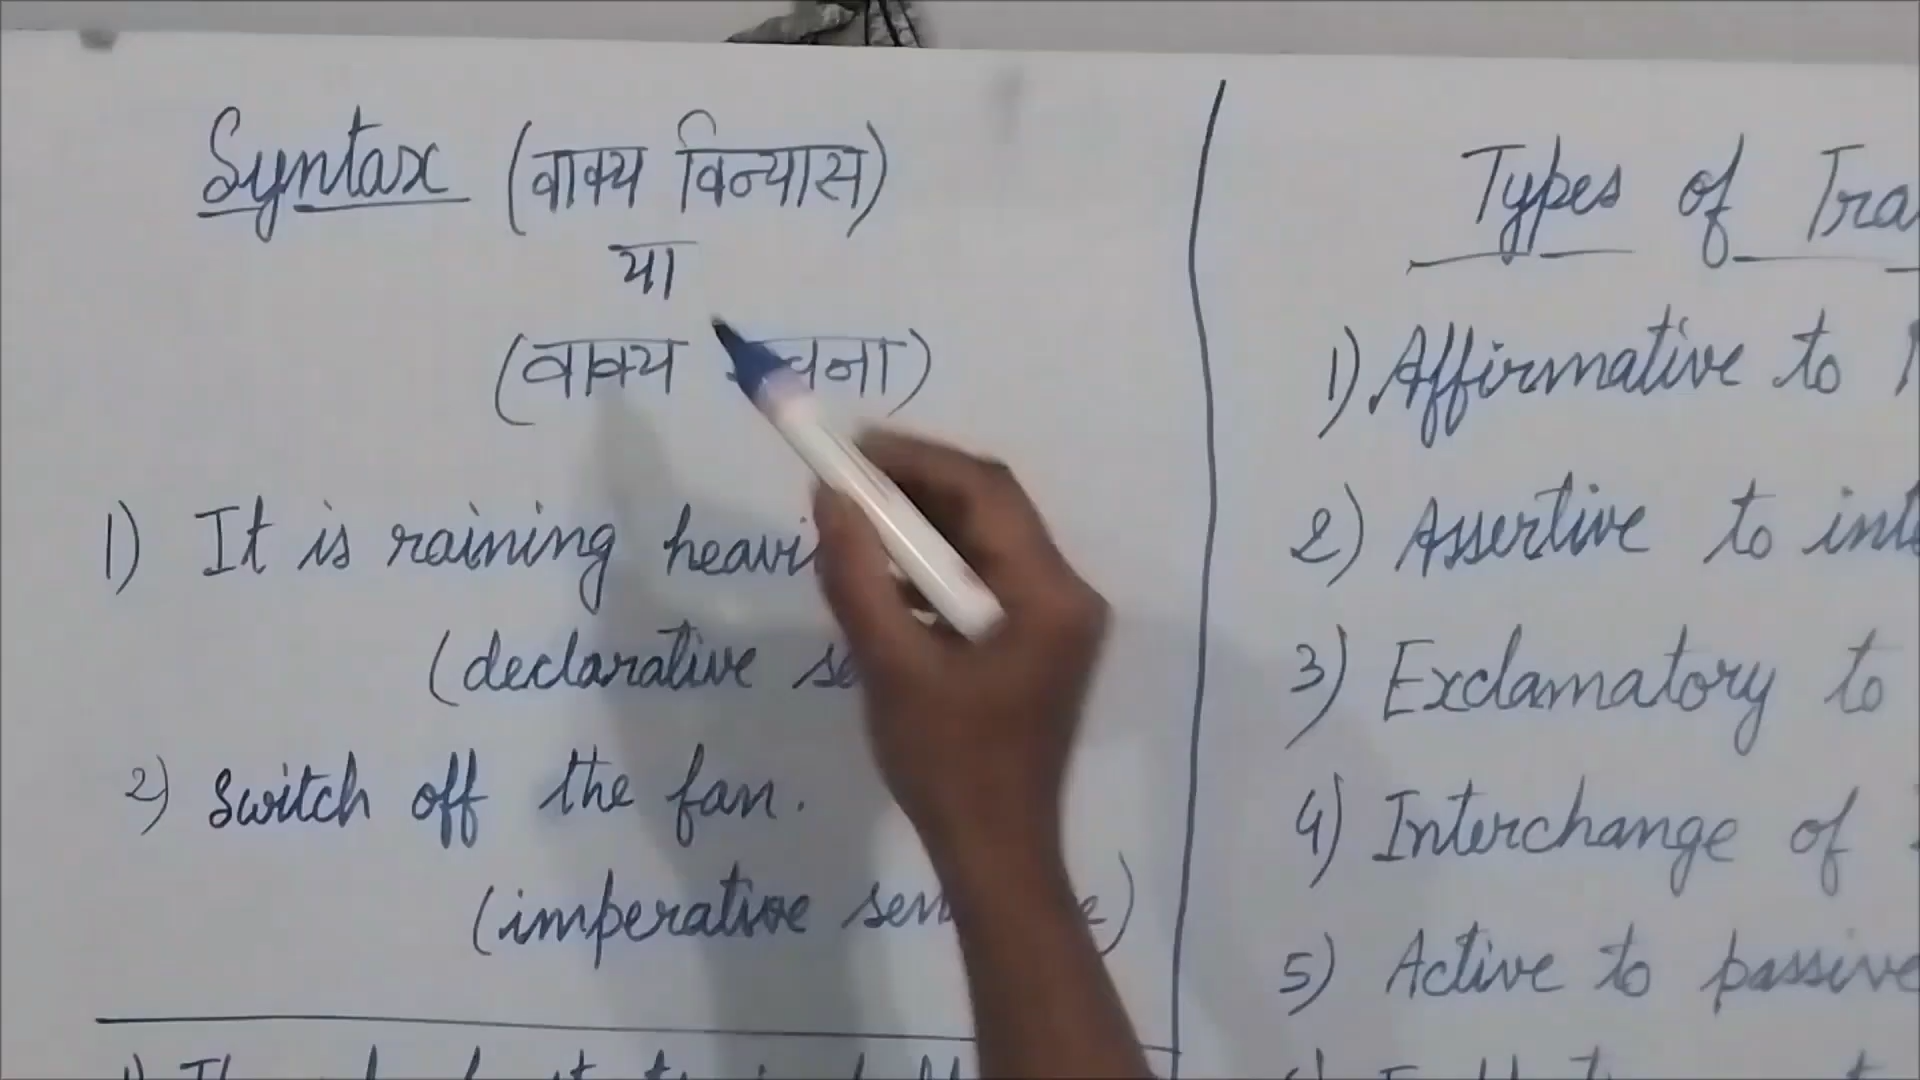 Syntax (वाक्य विन्यास)
या
(वाक्य
1) It is raining
(declarative
2) Switch off the fan.
(imperative
Types of
1) Affirmative to
2) Assertive to
3) Exclamatory to
4) Interchange of
5) Active to passive